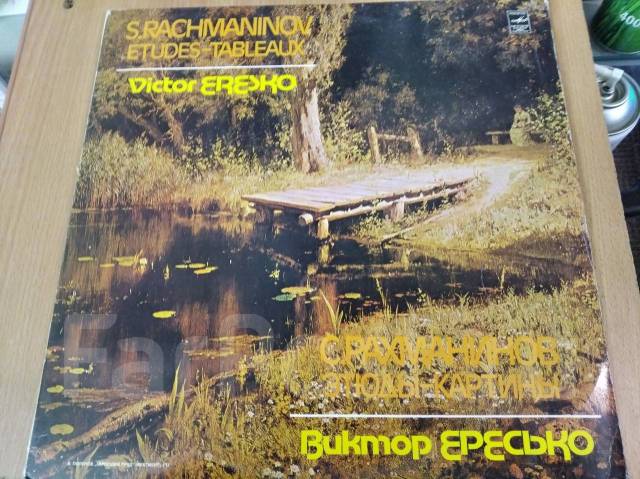 S.RACHMANINOV
ETUDES-TABLEAUX
Victor ERESKO
С.РАХМАНИНОВ
ЭТЮДЫ-КАРТИНЫ
Виктор ЕРЕСЬКО